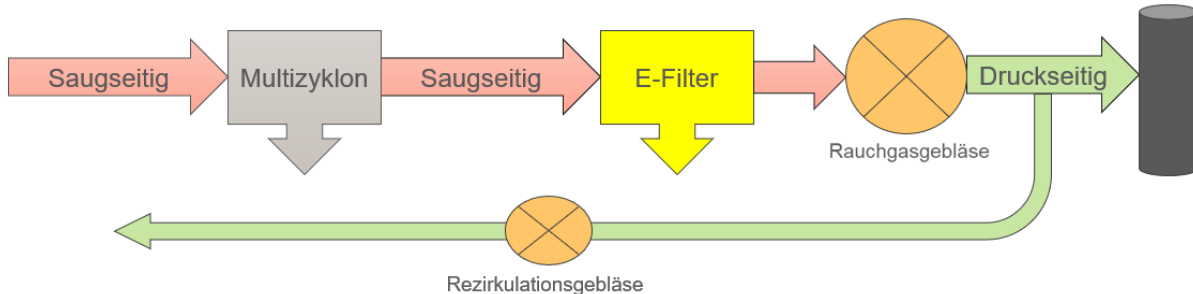 Saugseitig
Multizyklon
Saugseitig
E-Filter
Druckseitig
Rauchgasgebläse
Rezirkulationsgebläse